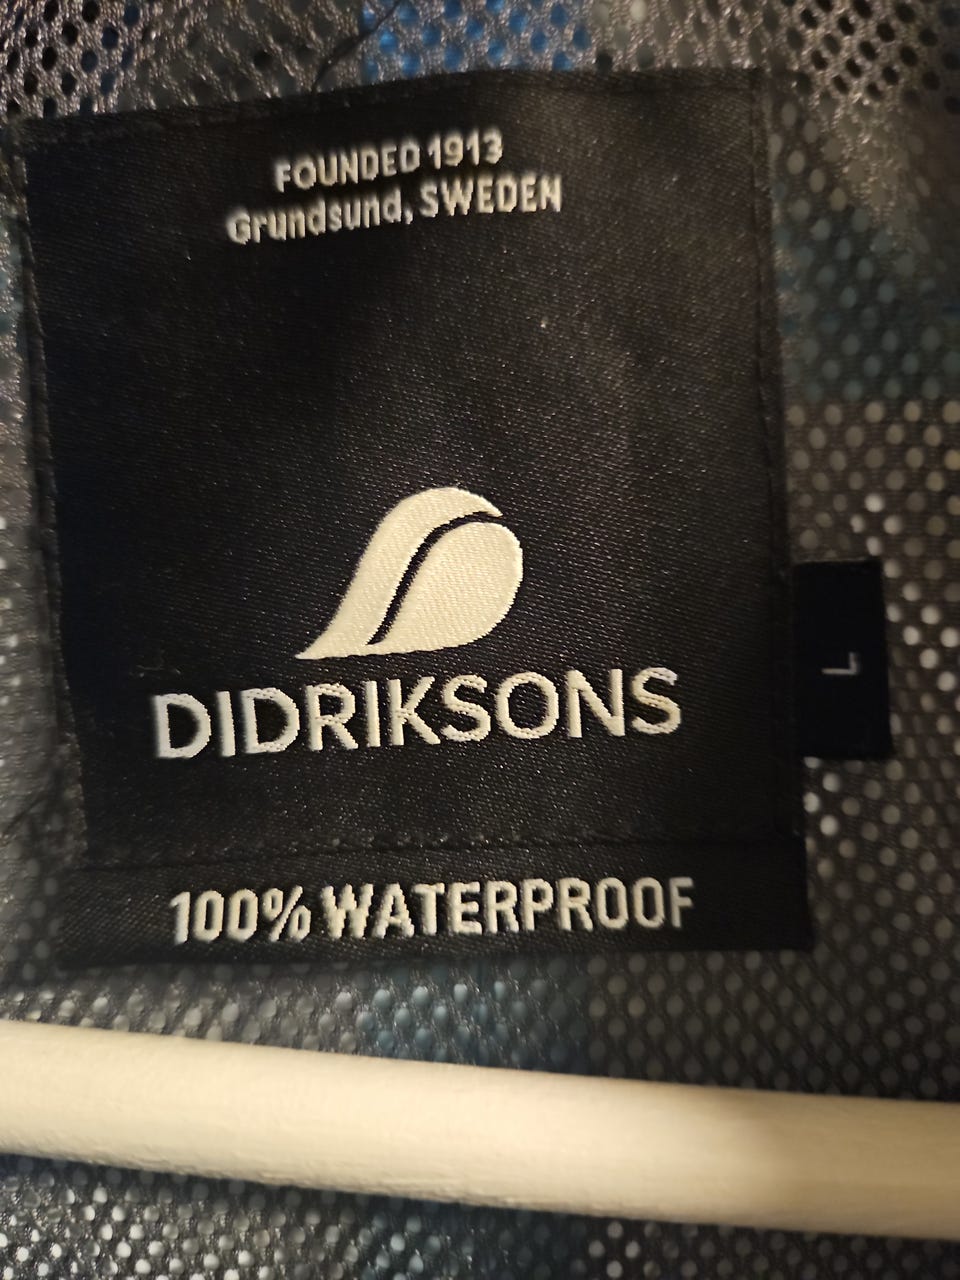 FOUNDED 1913
Grundsund, SWEDEN
DIDRIKSONS
L
100% WATERPROOF